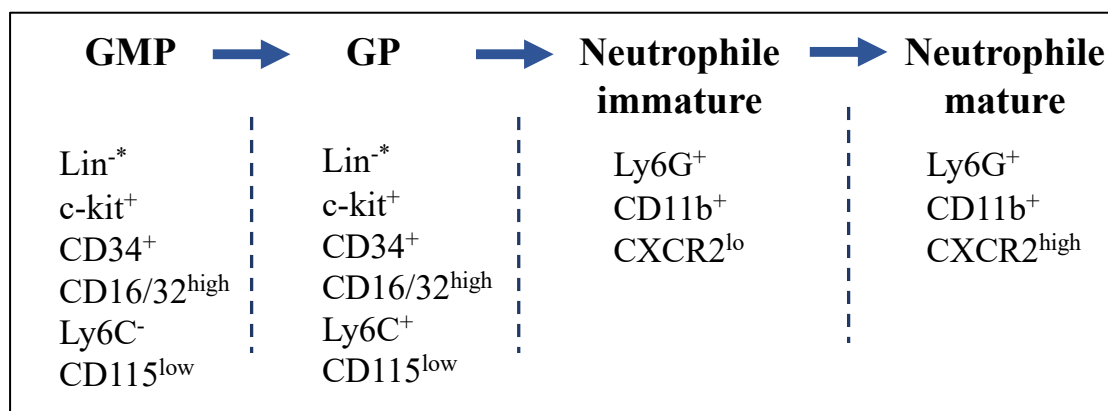 GMP
GP
Neutrophile
immature
Neutrophile
mature
Lin-*
c-kit+
CD34+
CD16/32high
Ly6C-
CD115low
Lin-*
c-kit+
CD34+
CD16/32high
Ly6C+
CD115low
Ly6G+
CD11b+
CXCR2lo
Ly6G+
CD11b+
CXCR2high